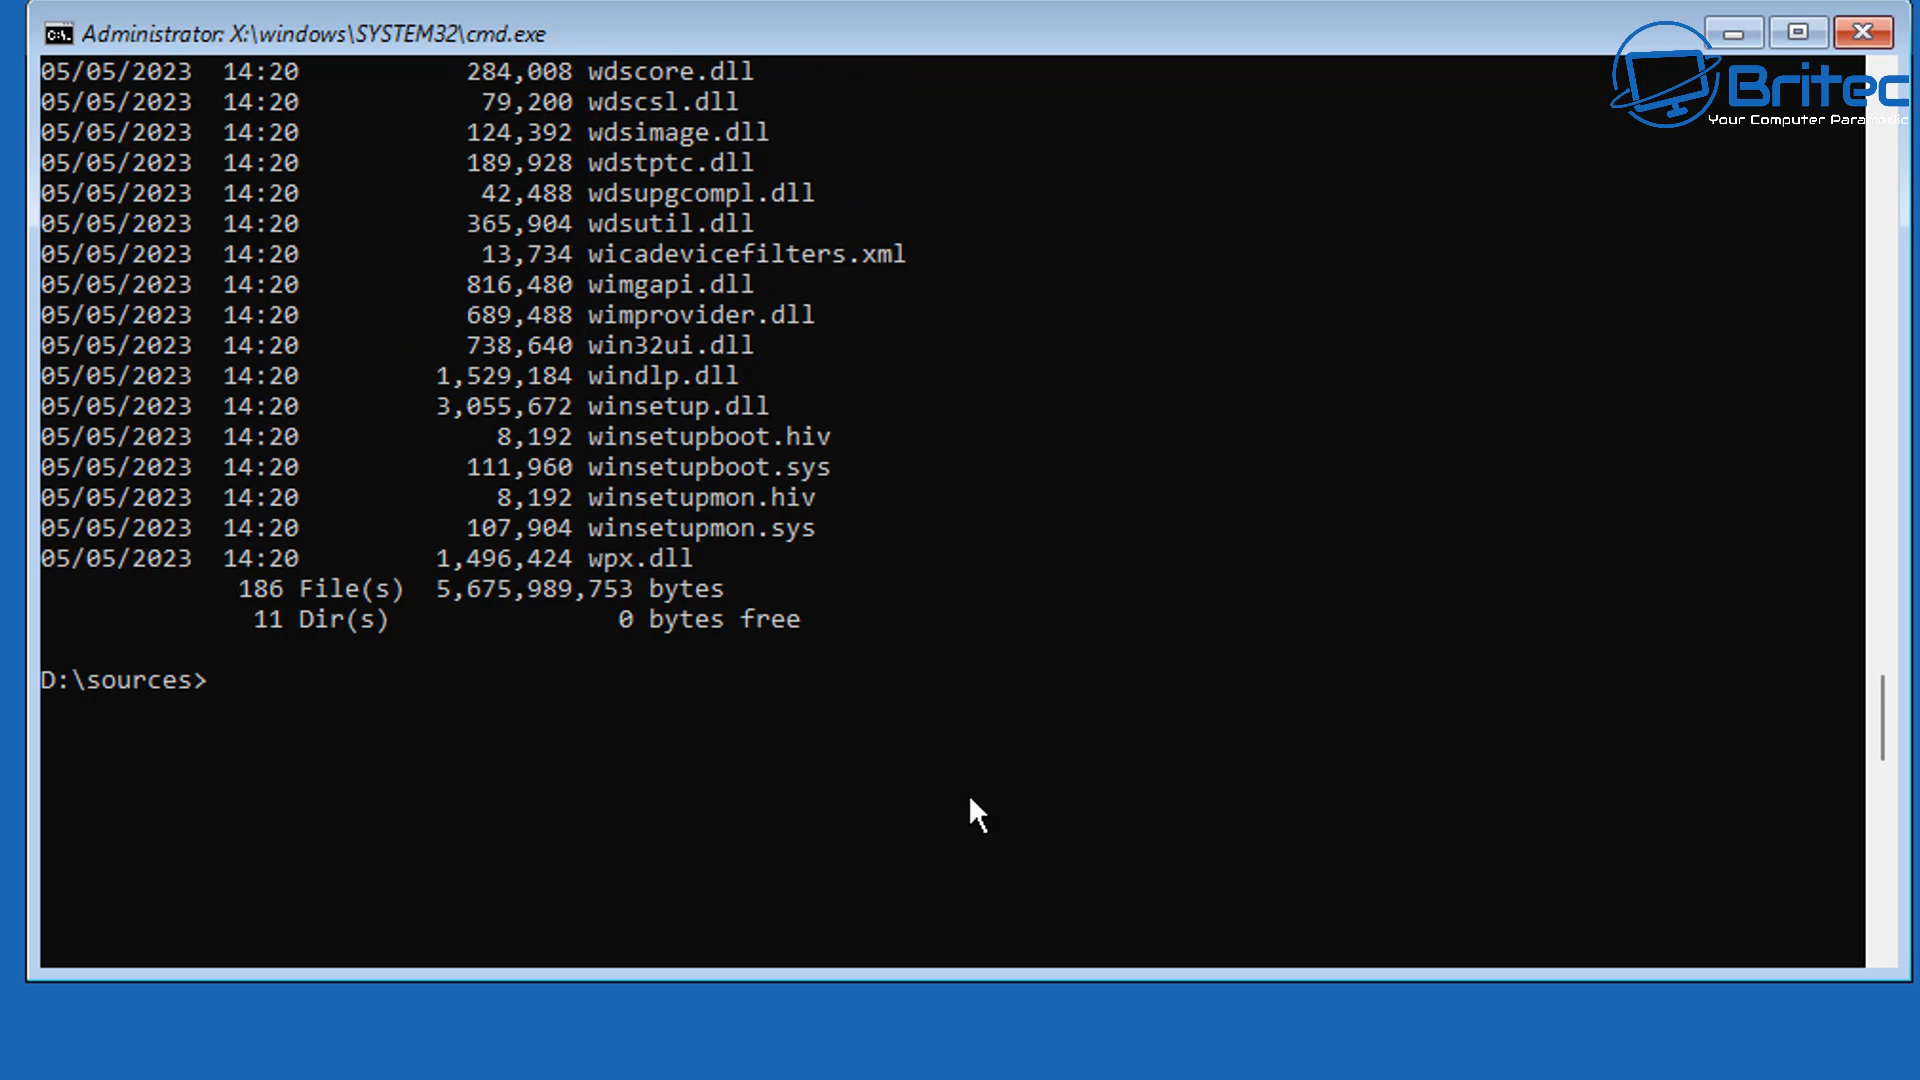 Administrator: X:\windows\SYSTEM32\cmd.exe
Britec
Your Computer Paramedic
05/05/2023  14:20           284,008 wdscore.dll
05/05/2023  14:20            79,200 wdscsl.dll
05/05/2023  14:20           124,392 wdsimage.dll
05/05/2023  14:20           189,928 wdstptc.dll
05/05/2023  14:20            42,488 wdsupgcompl.dll
05/05/2023  14:20           365,904 wdsutil.dll
05/05/2023  14:20            13,734 wicadevicefilters.xml
05/05/2023  14:20           816,480 wimgapi.dll
05/05/2023  14:20           689,488 wimprovider.dll
05/05/2023  14:20           738,640 win32ui.dll
05/05/2023  14:20         1,529,184 windlp.dll
05/05/2023  14:20         3,055,672 winsetup.dll
05/05/2023  14:20             8,192 winsetupboot.hiv
05/05/2023  14:20           111,960 winsetupboot.sys
05/05/2023  14:20             8,192 winsetupmon.hiv
05/05/2023  14:20           107,904 winsetupmon.sys
05/05/2023  14:20         1,496,424 wpx.dll
186 File(s)  5,675,989,753 bytes
11 Dir(s)               0 bytes free
D:\sources>